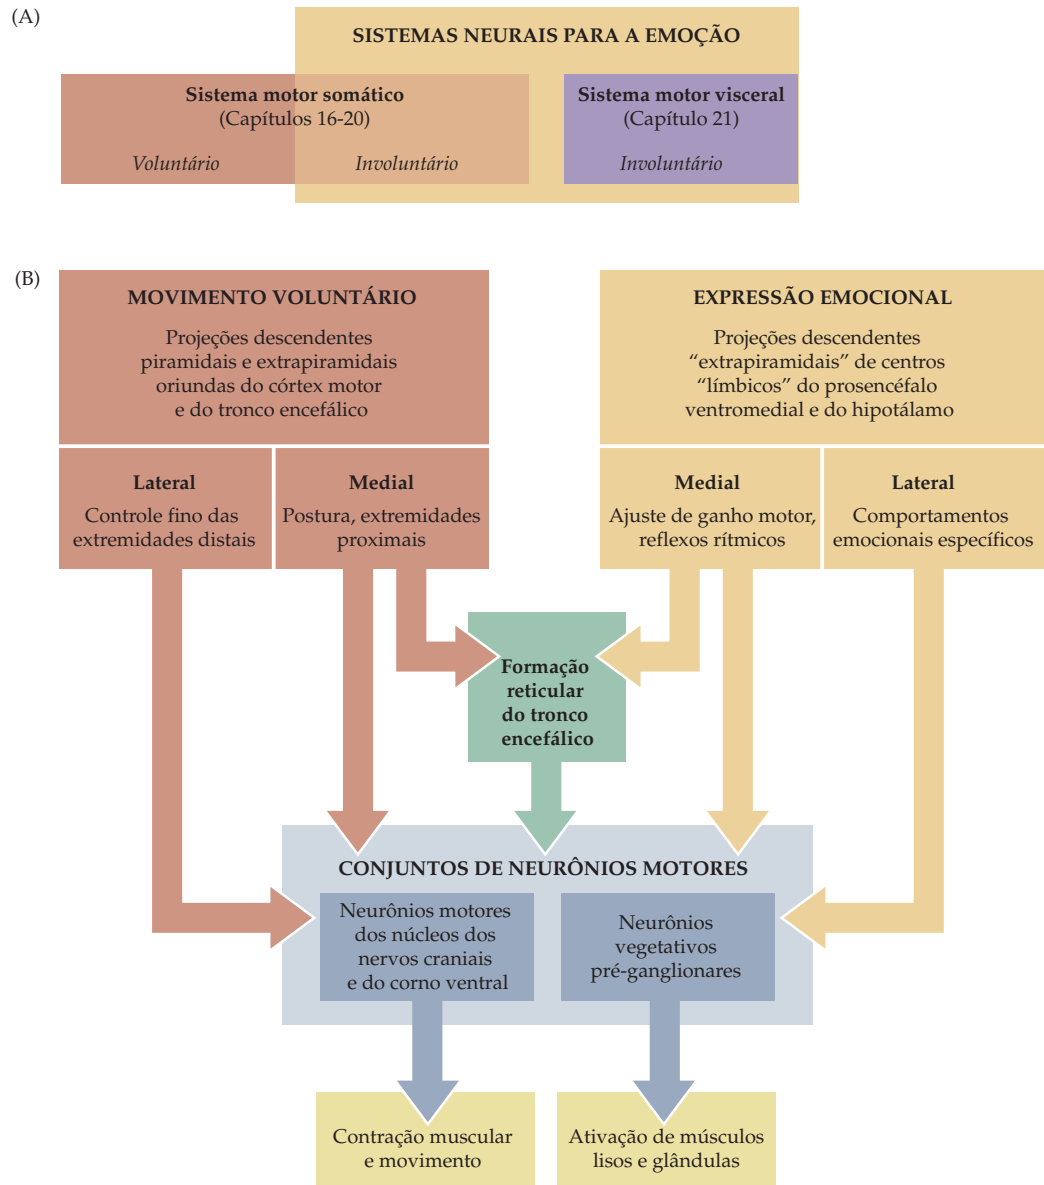 (A)
SISTEMAS NEURAIS PARA A EMOÇÃO
Sistema motor somático
(Capítulos 16-20)
Voluntário
Involuntário
Sistema motor visceral
(Capítulo 21)
Involuntário
(B)
MOVIMENTO VOLUNTÁRIO
Projeções descendentes
piramidais e extrapiramidais
oriundas do córtex motor
e do tronco encefálico
Lateral
Controle fino das
extremidades distais
Medial
Postura, extremidades
proximais
EXPRESSÃO EMOCIONAL
Projeções descendentes
“extrapiramidais” de centros
“límbicos” do prosencéfalo
ventromedial e do hipotálamo
Medial
Ajuste de ganho motor,
reflexos rítmicos
Lateral
Comportamentos
emocionais específicos
Formação
reticular
do tronco
encefálico
CONJUNTOS DE NEURÔNIOS MOTORES
Neurônios motores
dos núcleos dos
nervos craniais
e do corno ventral
Neurônios
vegetativos
pré-ganglionares
Contração muscular
e movimento
Ativação de músculos
lisos e glândulas